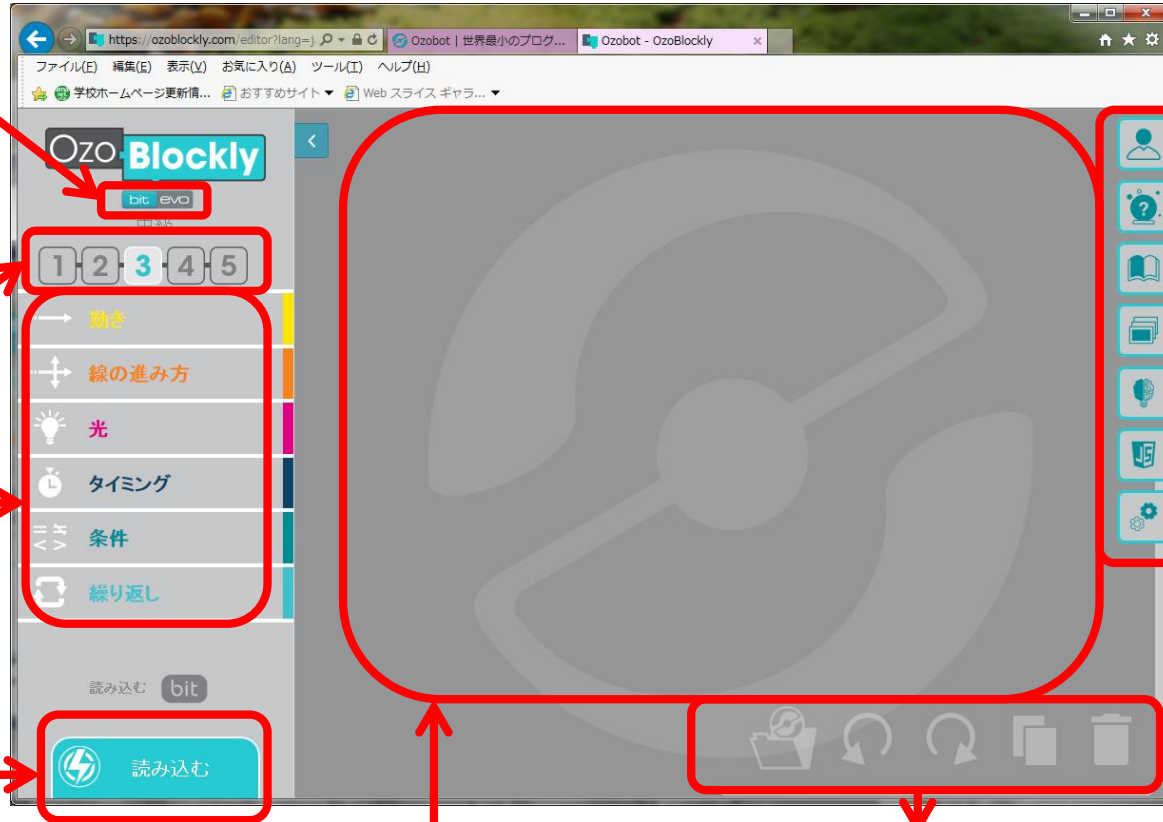 https://ozoblockly.com/editor?lang=j
Ozobot | 世界最小のプログ...
Ozobot - OzoBlockly
ファイル(F) 編集(E) 表示(V) お気に入り(A) ツール(T) ヘルプ(H)
学校ホームページ更新情... おすすめサイト Web スライス ギャラ...
Ozo Blockly
bit evo
中級
1 2 3 4 5
動き
線の進み方
光
タイミング
条件
繰り返し
読み込む bit
読み込む
JS